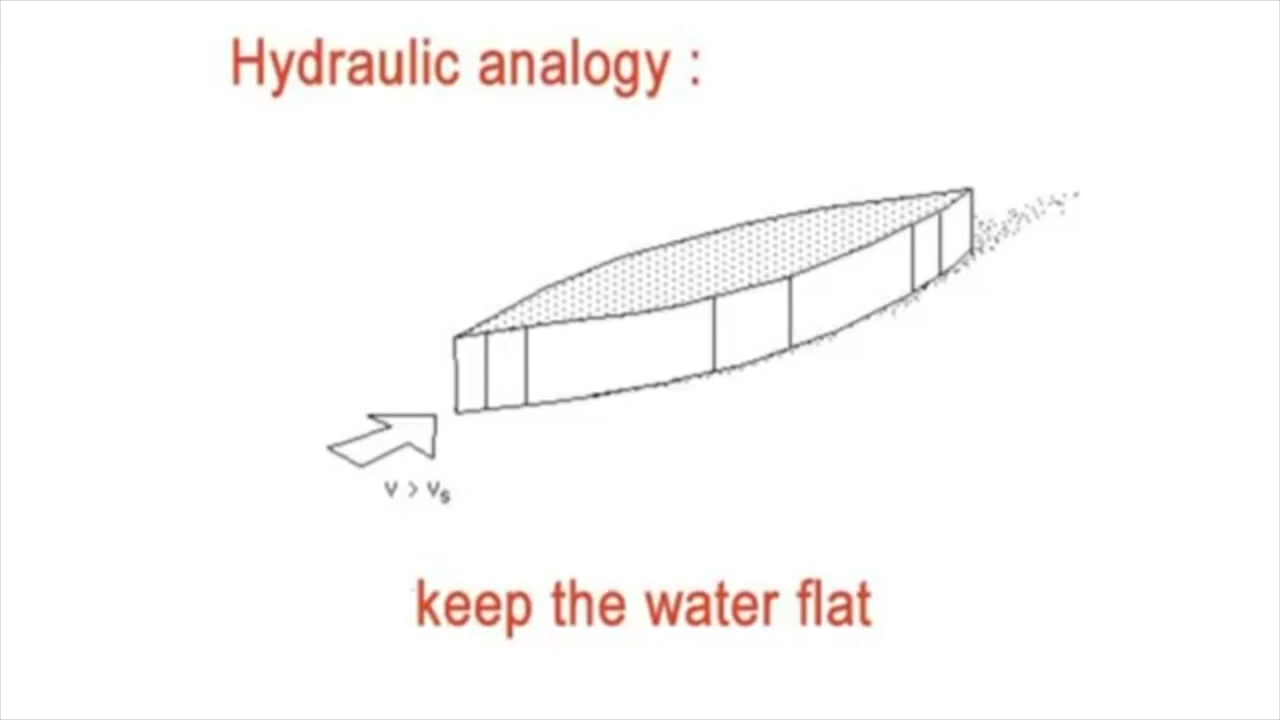 Hydraulic analogy :
V > Vs
keep the water flat